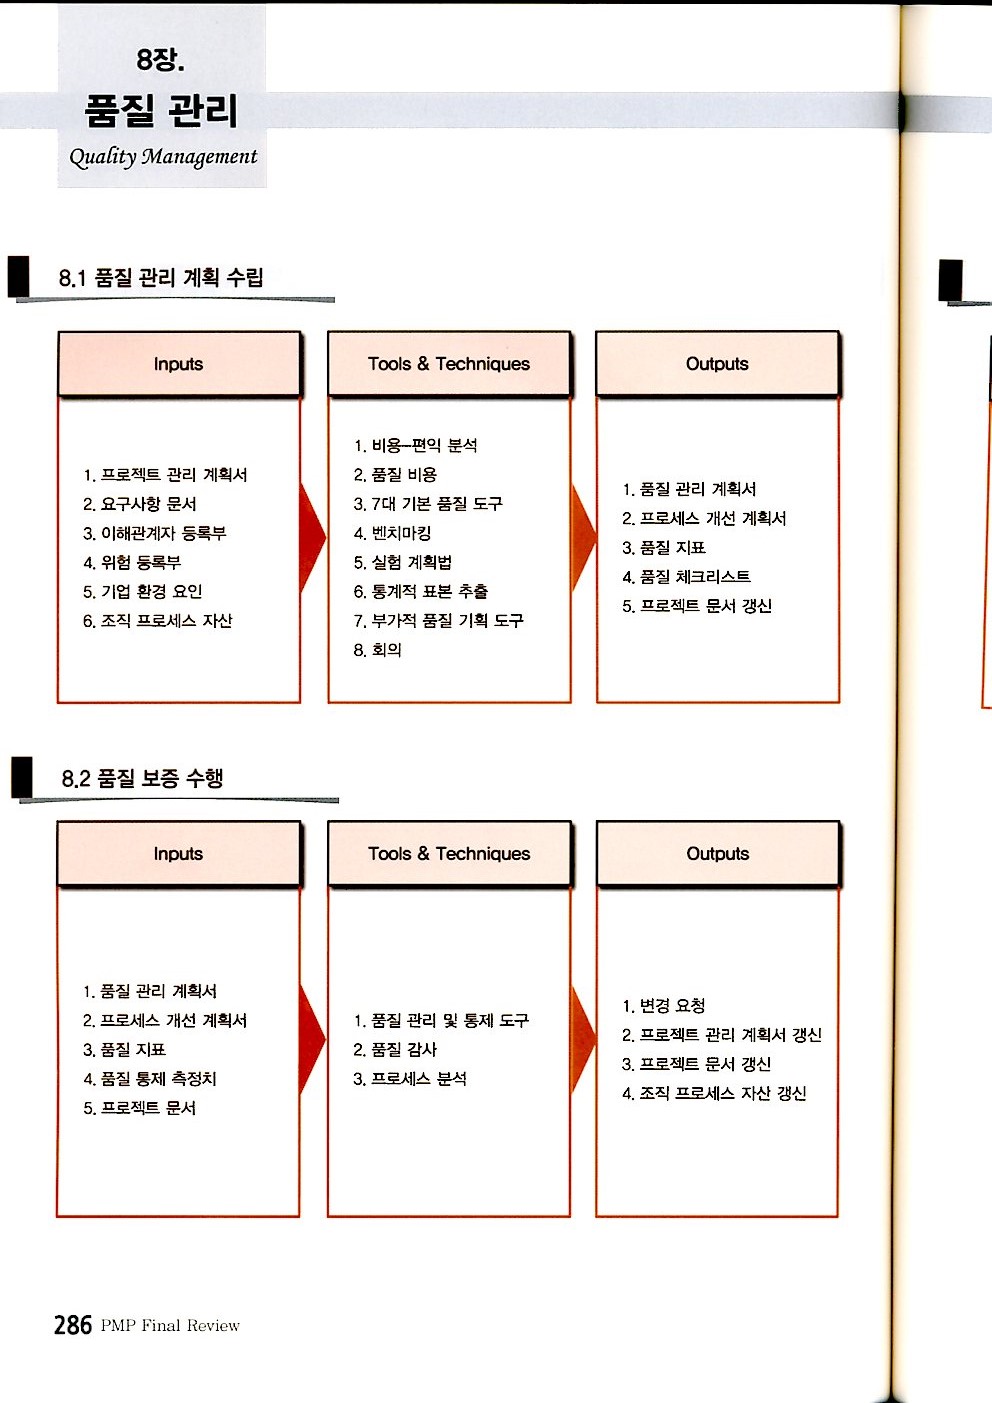 8장.
품질 관리
Quality Management
8.1 품질 관리 계획 수립
Inputs
1. 프로젝트 관리 계획서
2. 요구사항 문서
3. 이해관계자 등록부
4. 위험 등록부
5. 기업 환경 요인
6. 조직 프로세스 자산
Tools & Techniques
1. 비용-편익 분석
2. 품질 비용
3. 7대 기본 품질 도구
4. 벤치마킹
5. 실험 계획법
6. 통계적 표본 추출
7. 부가적 품질 기획 도구
8. 회의
Outputs
1. 품질 관리 계획서
2. 프로세스 개선 계획서
3. 품질 지표
4. 품질 체크리스트
5. 프로젝트 문서 갱신
8.2 품질 보증 수행
Inputs
1. 품질 관리 계획서
2. 프로세스 개선 계획서
3. 품질 지표
4. 품질 통제 측정치
5. 프로젝트 문서
Tools & Techniques
1. 품질 관리 및 통제 도구
2. 품질 감사
3. 프로세스 분석
Outputs
1. 변경 요청
2. 프로젝트 관리 계획서 갱신
3. 프로젝트 문서 갱신
4. 조직 프로세스 자산 갱신
286 PMP Final Review